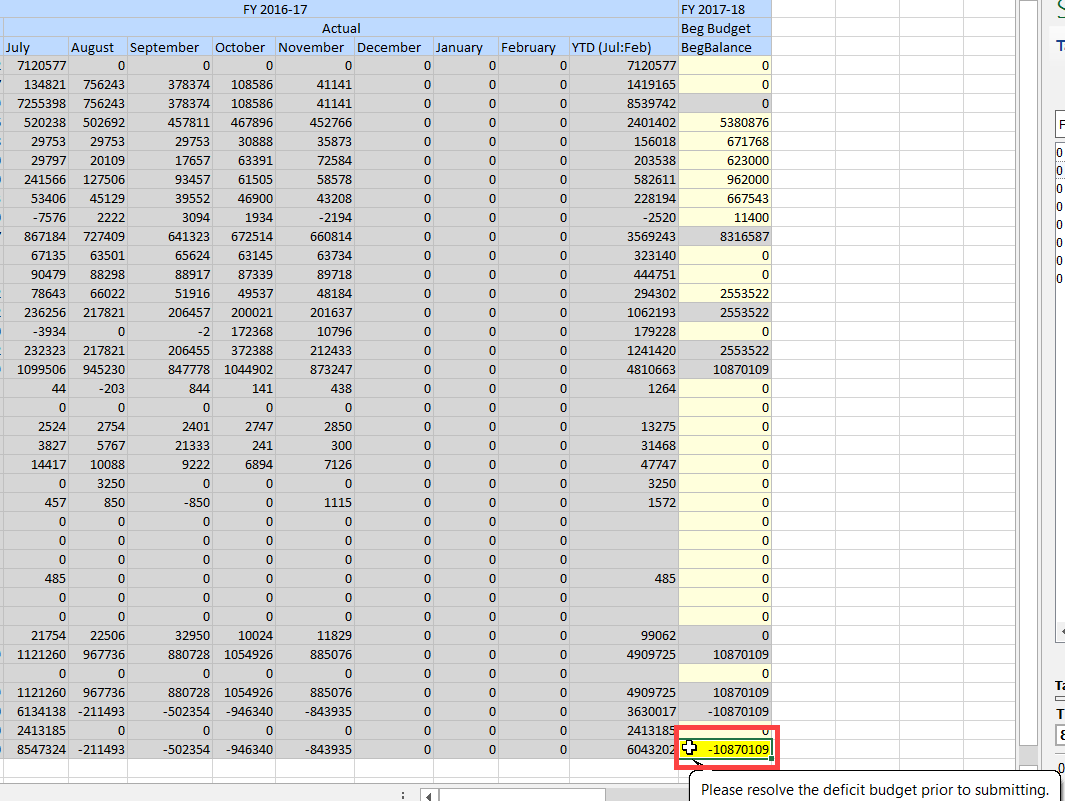 FY 2016-17 FY 2017-18
Actual Beg Budget
July August September October November December January February YTD (Jul:Feb) BegBalance
7120577 0 0 0 0 0 0 0 7120577 0
134821 756243 378374 108586 41141 0 0 0 1419165 0
7255398 756243 378374 108586 41141 0 0 0 8539742 0
520238 502692 457811 467896 452766 0 0 0 2401402 5380876
29753 29753 29753 30888 35873 0 0 0 156018 671768
29797 20109 17657 63391 72584 0 0 0 203538 623000
241566 127506 93457 61505 58578 0 0 0 582611 962000
53406 45129 39552 46900 43208 0 0 0 228194 667543
-7576 2222 3094 1934 -2194 0 0 0 -2520 11400
867184 727409 641323 672514 660814 0 0 0 3569243 8316587
67135 63501 65624 63145 63734 0 0 0 323140 0
90479 88298 88917 87339 89718 0 0 0 444751 0
78643 66022 51916 49537 48184 0 0 0 294302 2553522
236256 217821 206457 200021 201637 0 0 0 1062193 2553522
-3934 0 -2 172368 10796 0 0 0 179228 0
232323 217821 206455 372388 212433 0 0 0 1241420 2553522
1099506 945230 847778 1044902 873247 0 0 0 4810663 10870109
44 -203 844 141 438 0 0 0 1264 0
0 0 0 0 0 0 0 0 0
2524 2754 2401 2747 2850 0 0 0 13275 0
3827 5767 21333 241 300 0 0 0 31468 0
14417 10088 9222 6894 7126 0 0 0 47747 0
0 3250 0 0 0 0 0 0 3250 0
457 850 -850 0 1115 0 0 0 1572 0
0 0 0 0 0 0 0 0 0
0 0 0 0 0 0 0 0 0
0 0 0 0 0 0 0 0 0
485 0 0 0 0 0 0 0 485 0
0 0 0 0 0 0 0 0 0
0 0 0 0 0 0 0 0 0
21754 22506 32950 10024 11829 0 0 0 99062 0
1121260 967736 880728 1054926 885076 0 0 0 4909725 10870109
0 0 0 0 0 0 0 0 0
1121260 967736 880728 1054926 885076 0 0 0 4909725 10870109
6134138 -211493 -502354 -946340 -843935 0 0 0 3630017 -10870109
2413185 0 0 0 0 0 0 0 2413185 0
8547324 -211493 -502354 -946340 -843935 0 0 0 6043202 -10870109
Please resolve the deficit budget prior to submitting.
0
0
0
0
0
0
0
0